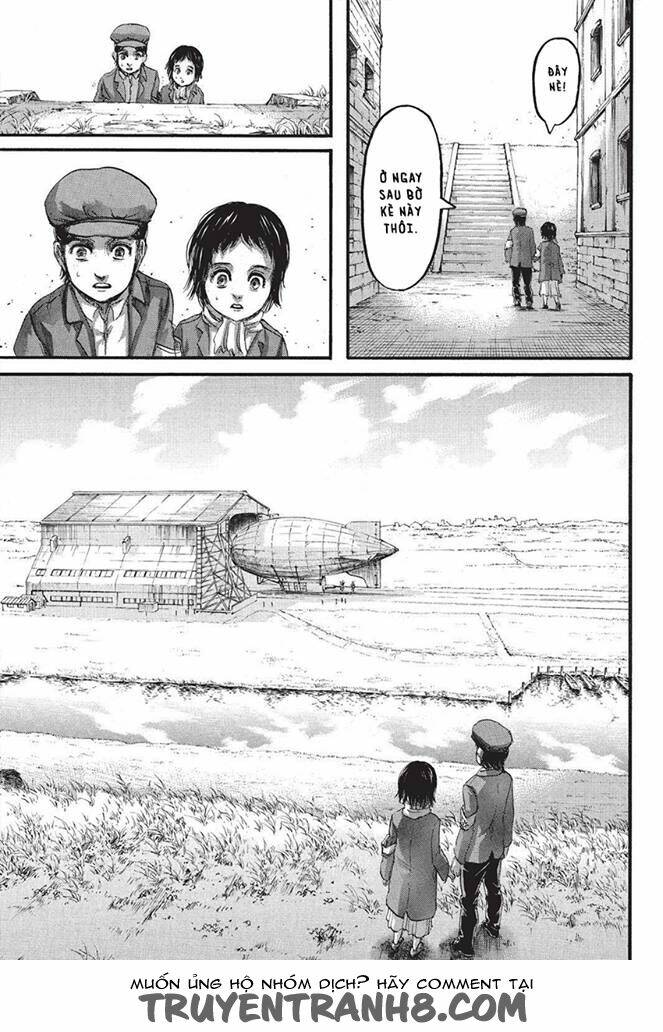 ĐÂY
NÈ!
Ở NGAY
SAU BỜ
KÈ NÀY
THÔI.
MUỐN ỦNG HỘ NHÓM DỊCH? HÃY COMMENT TẠI
TRUYENTRANH8.COM